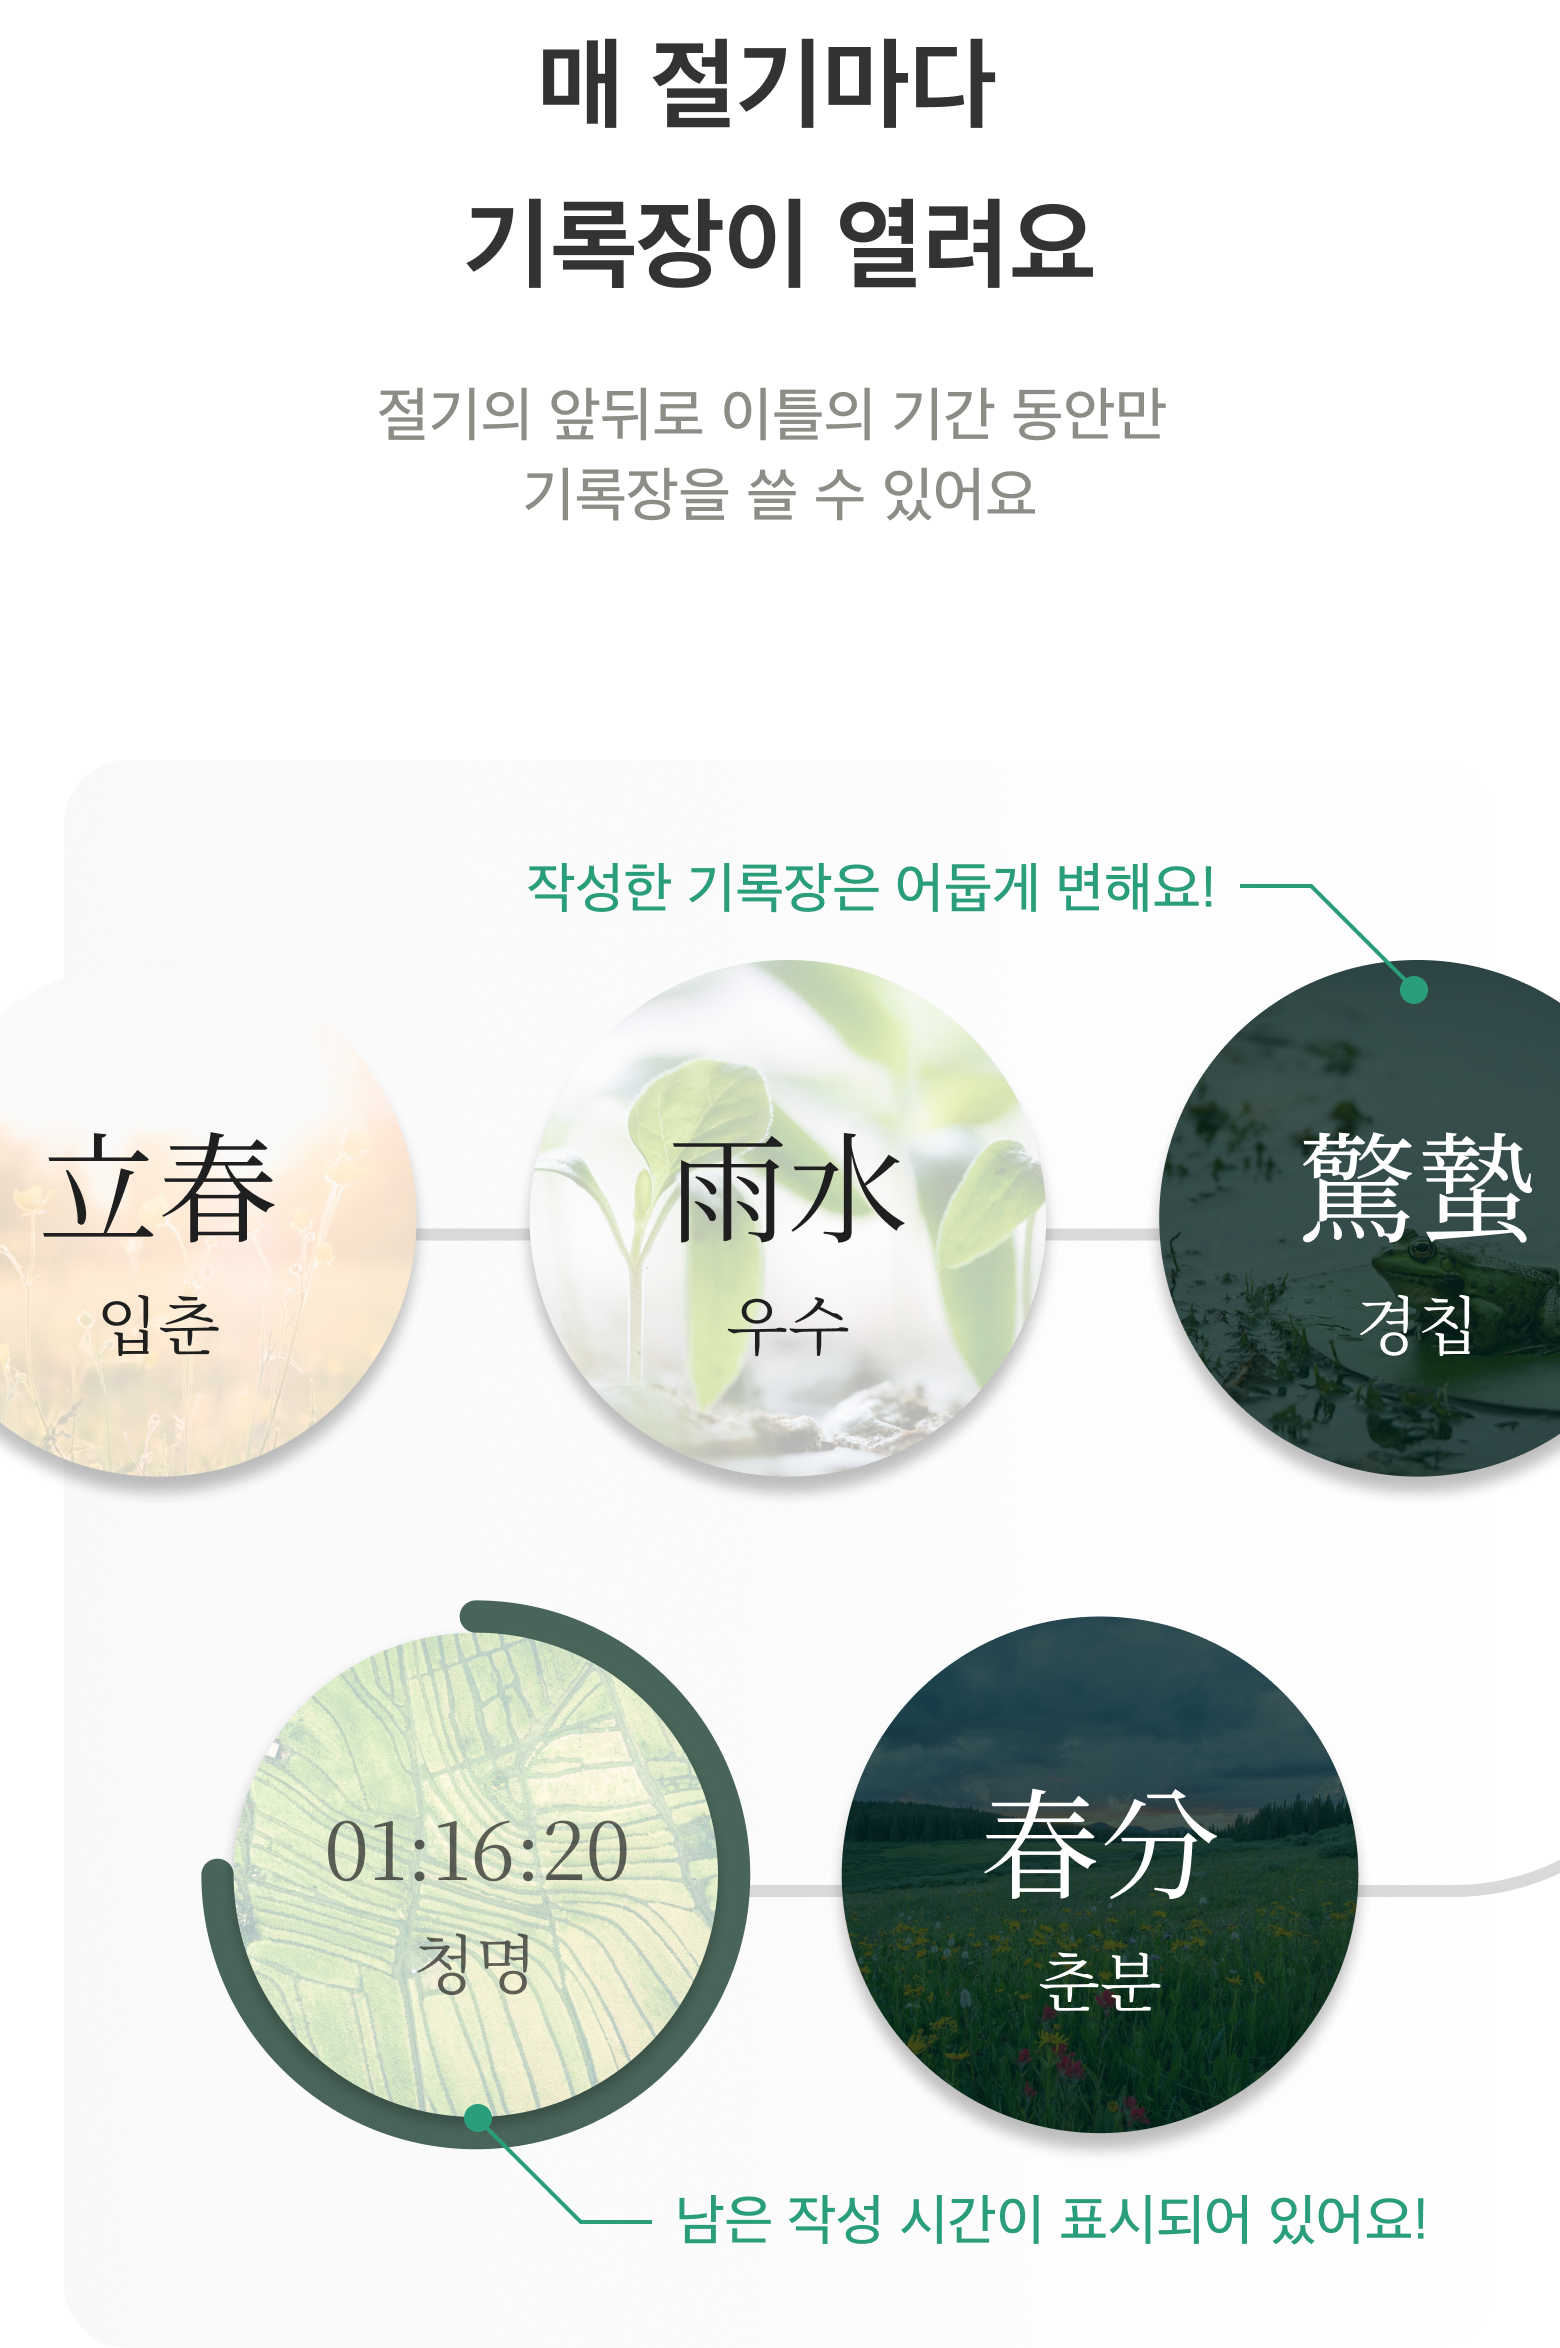 매 절기마다
기록장이 열려요
절기의 앞뒤로 이틀의 기간 동안만
기록장을 쓸 수 있어요
작성한 기록장은 어둡게 변해요!
立春
입춘
雨水
우수
驚蟄
경칩
01:16:20
청명
春分
춘분
남은 작성 시간이 표시되어 있어요!